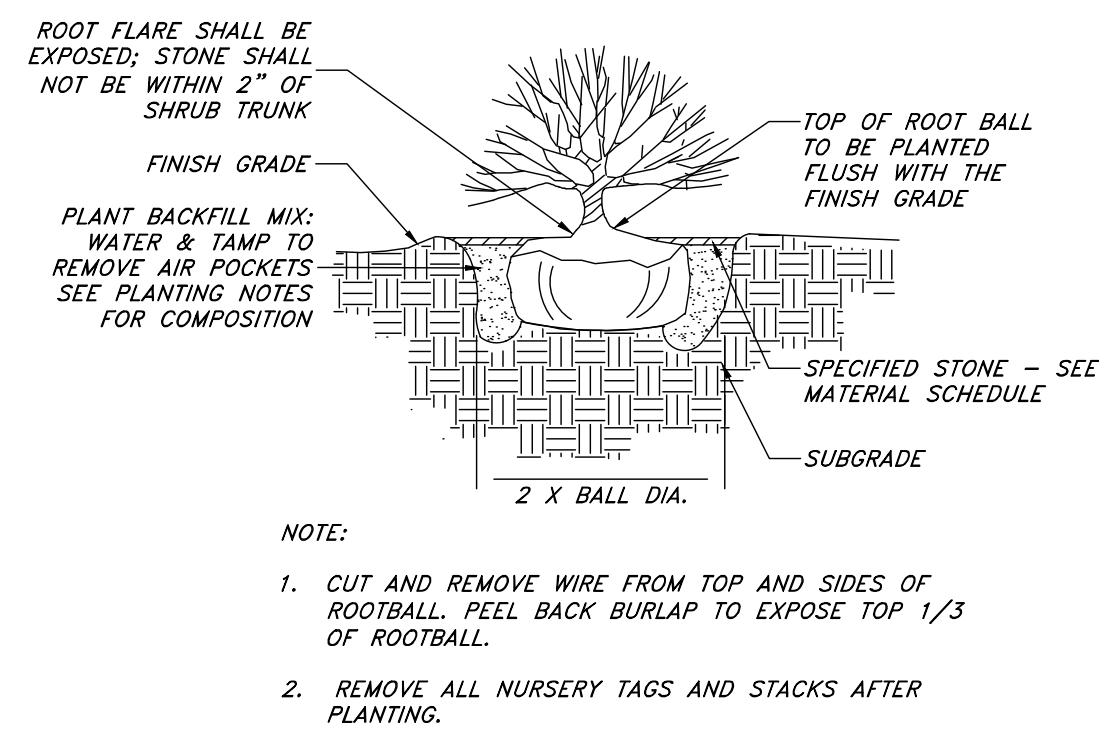 ROOT FLARE SHALL BE
EXPOSED; STONE SHALL
NOT BE WITHIN 2” OF
SHRUB TRUNK
FINISH GRADE
PLANT BACKFILL MIX:
WATER & TAMP TO
REMOVE AIR POCKETS
SEE PLANTING NOTES
FOR COMPOSITION
TOP OF ROOT BALL
TO BE PLANTED
FLUSH WITH THE
FINISH GRADE
SPECIFIED STONE – SEE
MATERIAL SCHEDULE
SUBGRADE
2 X BALL DIA.
NOTE:
1. CUT AND REMOVE WIRE FROM TOP AND SIDES OF
ROOTBALL. PEEL BACK BURLAP TO EXPOSE TOP 1/3
OF ROOTBALL.
2. REMOVE ALL NURSERY TAGS AND STACKS AFTER
PLANTING.